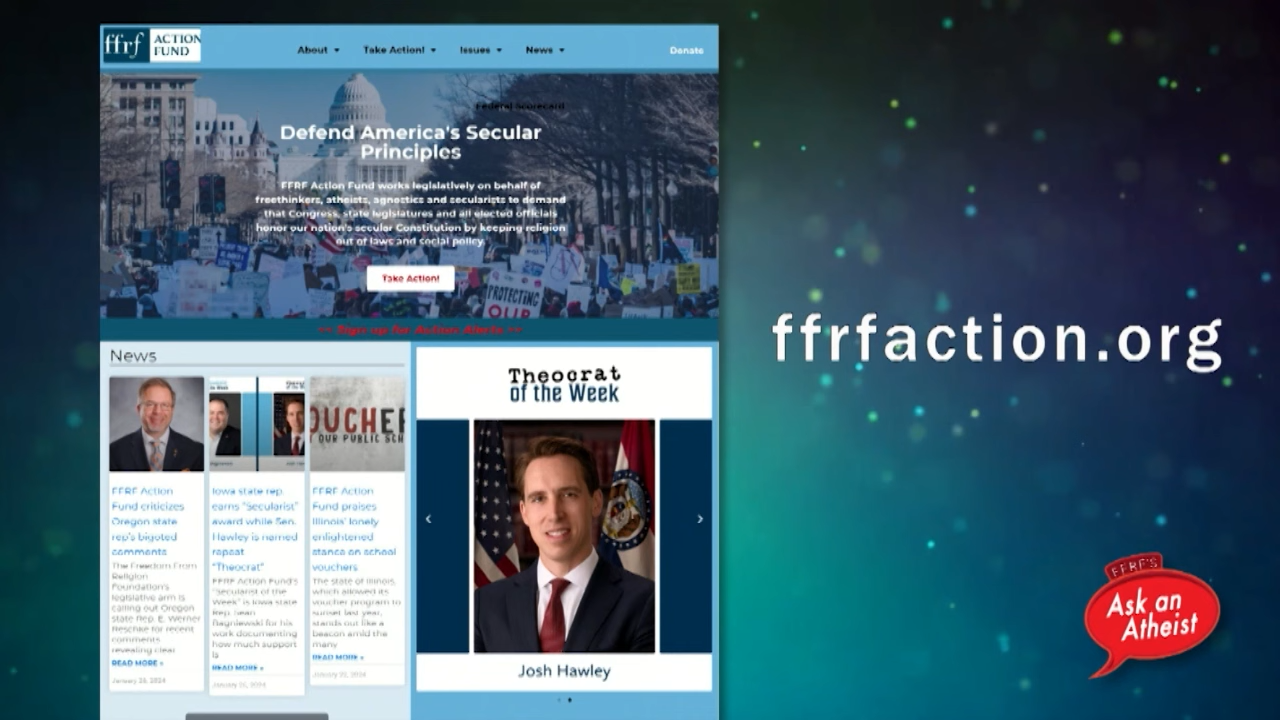 ffrf ACTION FUND
About Take Action! Issues News Donate
Federal Scorecard
Defend America's Secular
Principles
FFRF Action Fund works legislatively on behalf of
freethinkers, atheists, agnostics and secularists to demand
that Congress, state legislatures and all elected officials
honor our nation's secular Constitution by keeping religion
out of laws and social policy.
Take Action!
PROTECTING
OUR
Sign up for Action Alerts
News
FFRF Action
Fund criticizes
Oregon state
rep's bigoted
comments
The Freedom From
Religion
Foundation's
legislative arm is
calling out Oregon
state Rep. E. Werner
Reschke for recent
comments
revealing clear
READ MORE »
January 26, 2024
Iowa state rep.
earns "Secularist"
award while Sen.
Hawley is named
repeat
"Theocrat"
FFRF Action Fund's
"Secularist of the
Week" is Iowa state
Rep. Sean
Bagniewski for his
work documenting
how much support
is
READ MORE »
January 25, 2024
OUCHER
OUR PUBLIC SCH
FFRF Action
Fund praises
Illinois' lonely
enlightened
stance on school
vouchers
The state of Illinois,
which allowed its
voucher program to
sunset last year,
stands out like a
beacon amid the
many
READ MORE »
Theocrat
of the Week
Josh Hawley
ffrfaction.org
FFRF'S
Ask an
Atheist